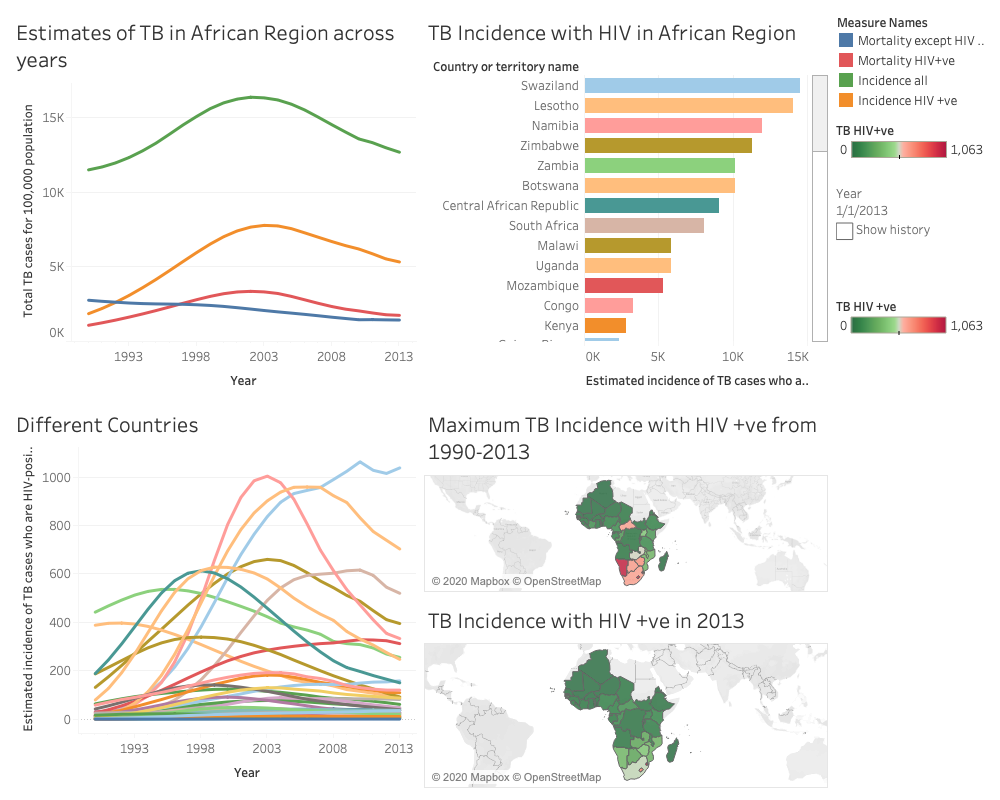 Estimates of TB in African Region across
years
Total TB cases for 100,000 population
15K
10K
5K
0K
1993
1998
2003
2008
2013
Year
TB Incidence with HIV in African Region
Country or territory name
Swaziland
Lesotho
Namibia
Zimbabwe
Zambia
Botswana
Central African Republic
South Africa
Malawi
Uganda
Mozambique
Congo
Kenya
0K
5K
10K
15K
Estimated incidence of TB cases who a..
Measure Names
Mortality except HIV ..
Mortality HIV+ve
Incidence all
Incidence HIV +ve
TB HIV+ve
0
1,063
Year
1/1/2013
Show history
TB HIV +ve
0
1,063
Different Countries
Estimated incidence of TB cases who are HIV-posi..
1000
800
600
400
200
0
1993
1998
2003
2008
2013
Year
Maximum TB Incidence with HIV +ve from
1990-2013
© 2020 Mapbox © OpenStreetMap
TB Incidence with HIV +ve in 2013
© 2020 Mapbox © OpenStreetMap